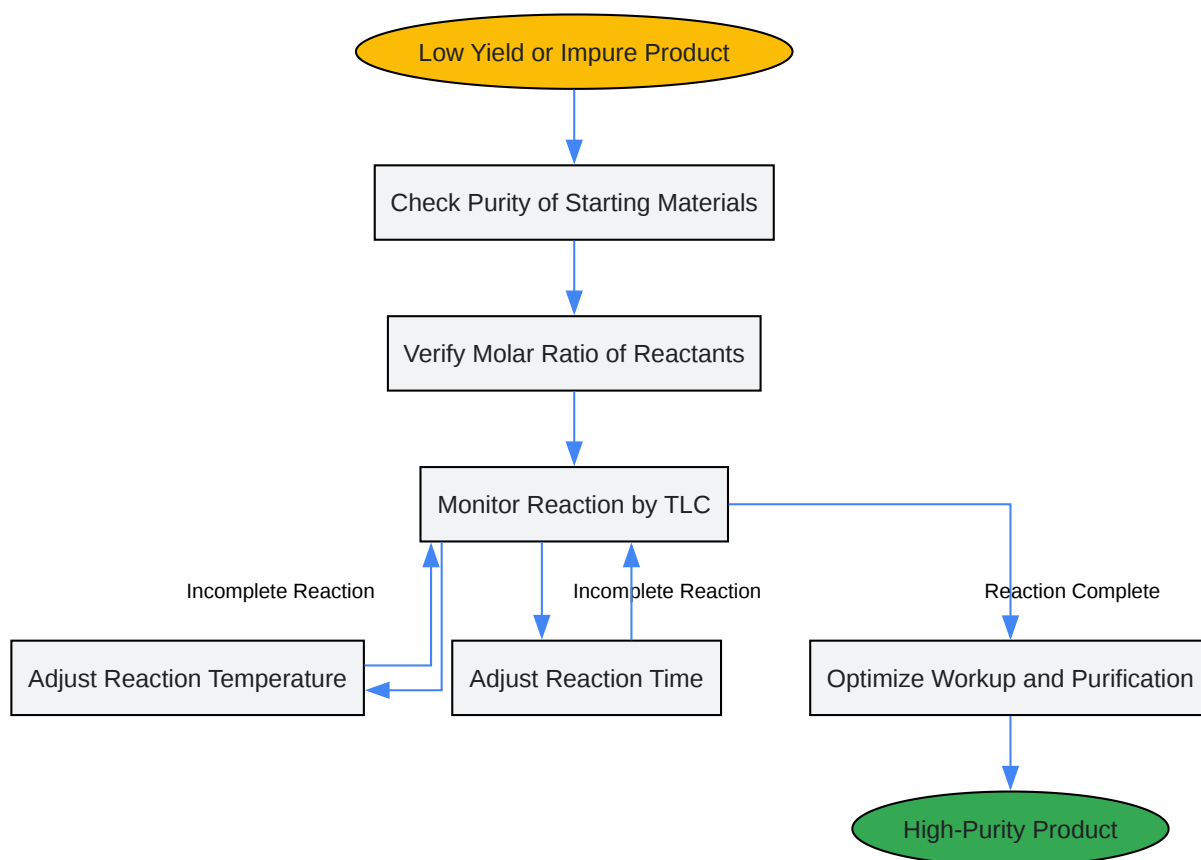 Low Yield or Impure Product
Check Purity of Starting Materials
Verify Molar Ratio of Reactants
Monitor Reaction by TLC
Incomplete Reaction
Incomplete Reaction
Reaction Complete
Adjust Reaction Temperature
Adjust Reaction Time
Optimize Workup and Purification
High-Purity Product